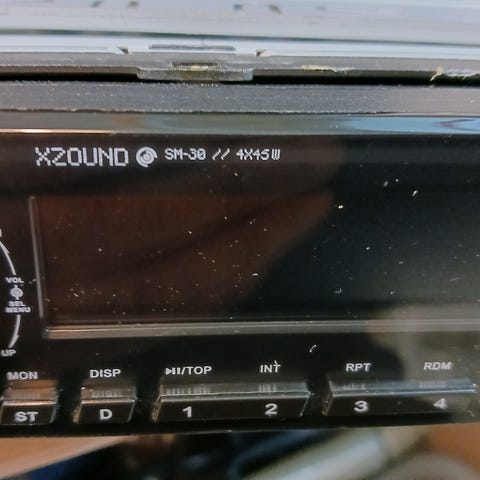 XZOUND SM-30 // 4X45W
VOL
SEL
MENU
UP
MON DISP ⏯/TOP INT RPT RDM
ST D 1 2 3 4